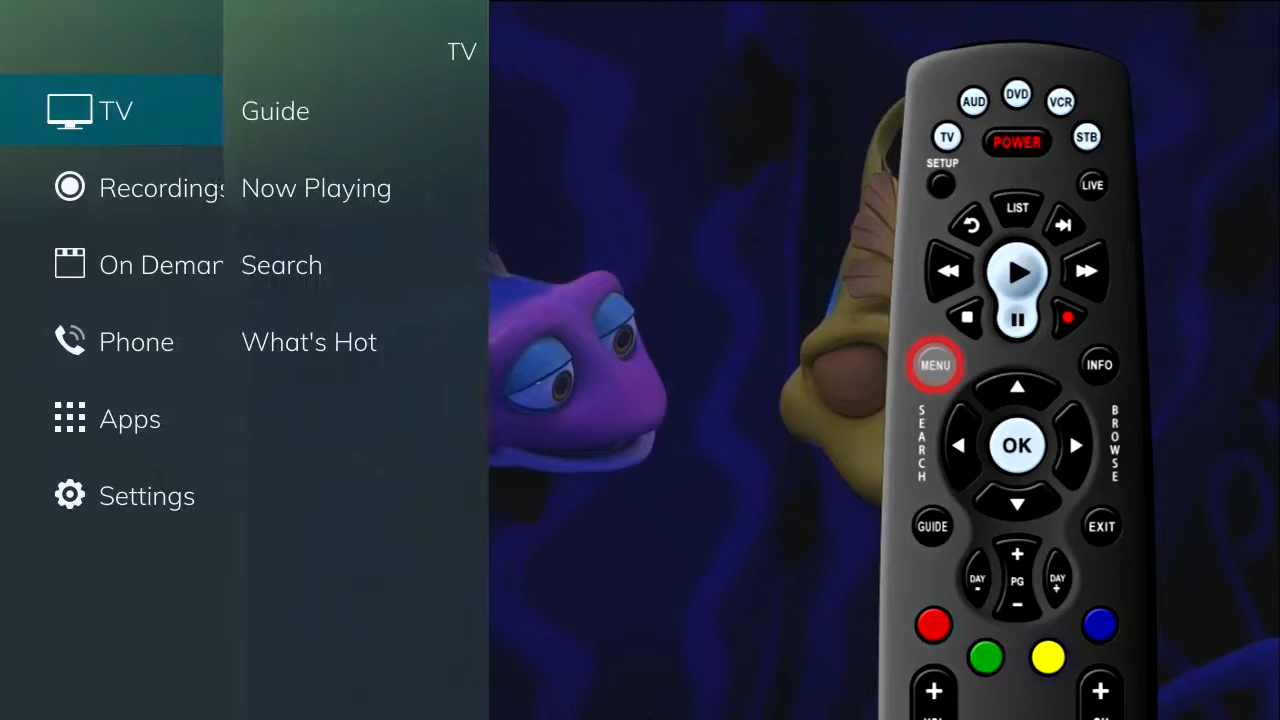 TV
TV
Guide
Recordings
Now Playing
On Deman
Search
Phone
What's Hot
Apps
Settings
AUD
DVD
VCR
TV
POWER
STB
SETUP
LIVE
LIST
MENU
INFO
SEARCH
BROWSE
OK
GUIDE
EXIT
+
DAY
-
PG
DAY
+
-
+
+